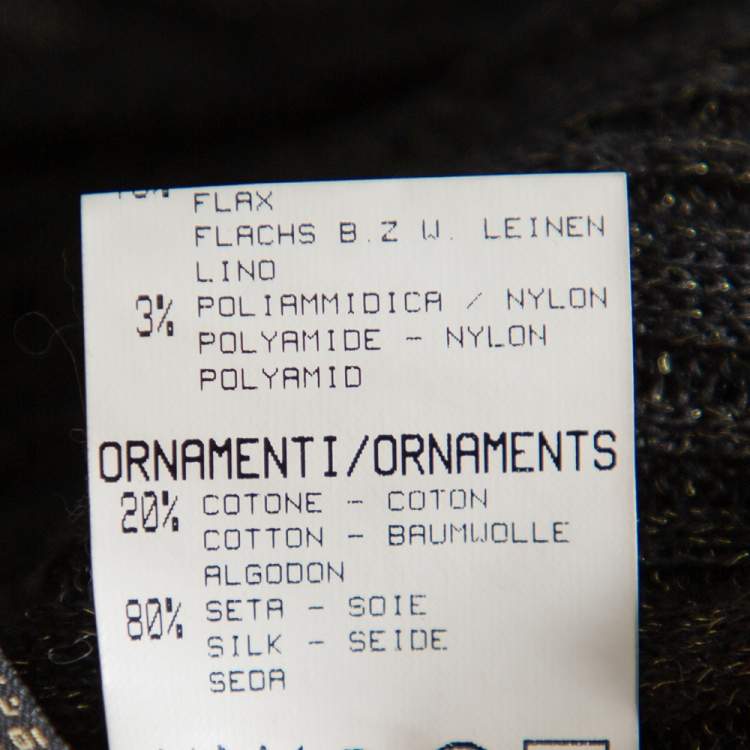 FLAX
FLACHS B.Z W. LEINEN
LINO
3% POLIAMMIDICA / NYLON
POLYAMIDE - NYLON
POLYAMID
ORNAMENTI/ORNAMENTS
20% COTONE - COTON
COTTON - BAUMWOLLE
ALGODON
80% SETA - SOIE
SILK - SEIDE
SEDA